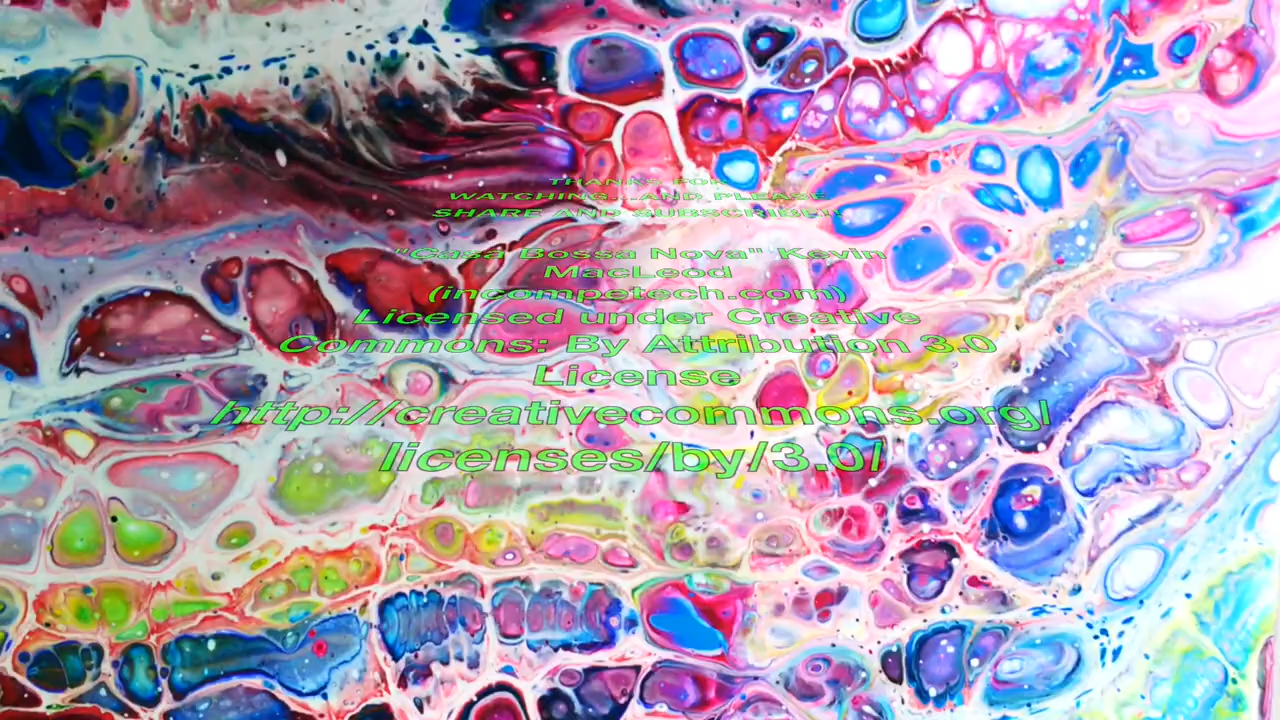 THANKS FOR
WATCHING...AND PLEASE
SHARE AND SUBSCRIBE!!
"Casa Bossa Nova" Kevin
MacLeod
(incompetech.com)
Licensed under Creative
Commons: By Attribution 3.0
License
http://creativecommons.org/
licenses/by/3.0/